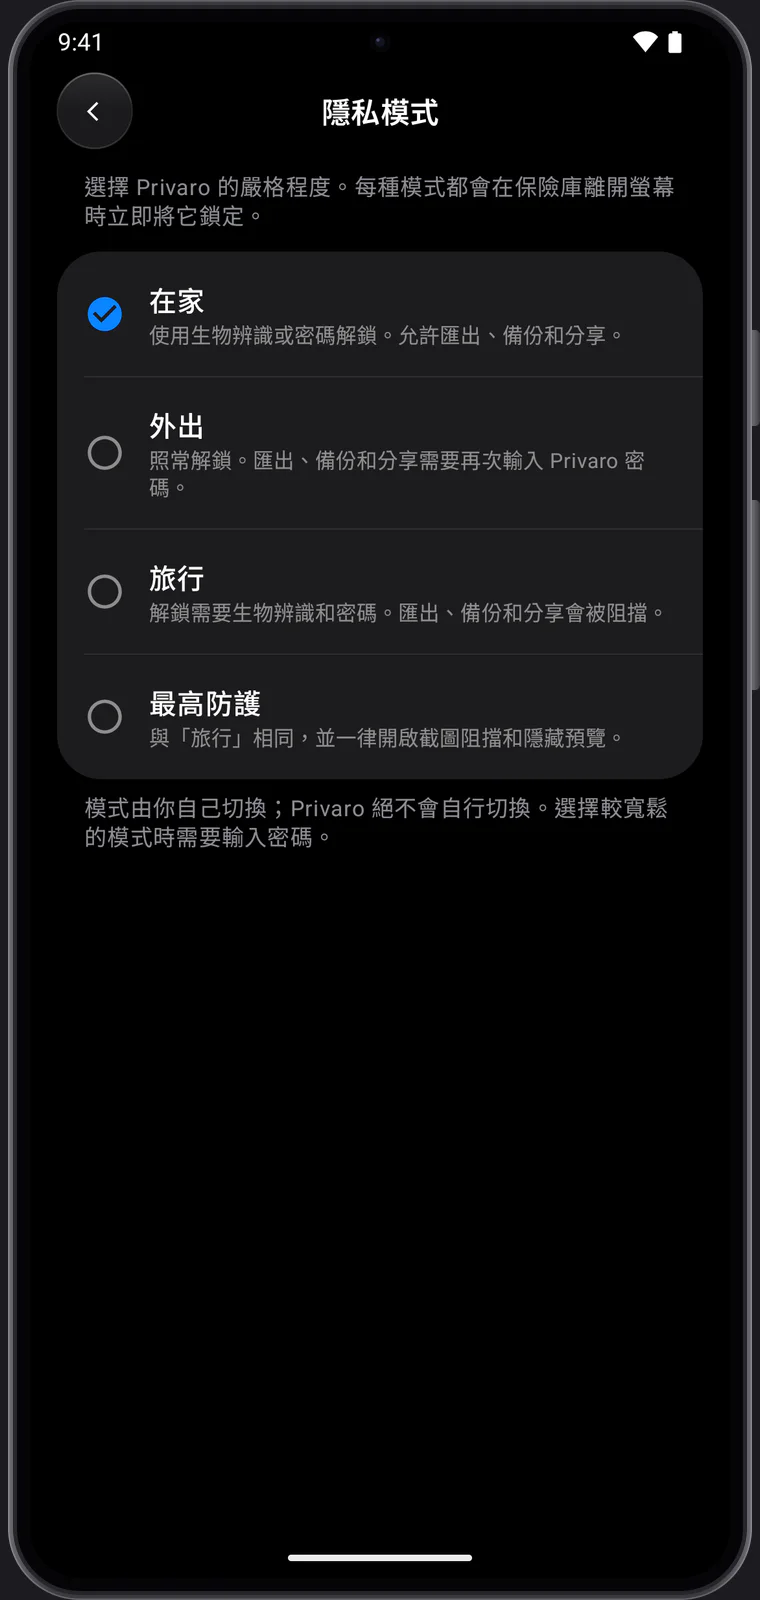 9:41
隱私模式
選擇 Privaro 的嚴格程度。每種模式都會在保險庫離開螢幕
時立即將它鎖定。
在家
使用生物辨識或密碼解鎖。允許匯出、備份和分享。
外出
照常解鎖。匯出、備份和分享需要再次輸入 Privaro 密
碼。
旅行
解鎖需要生物辨識和密碼。匯出、備份和分享會被阻擋。
最高防護
與「旅行」相同，並一律開啟截圖阻擋和隱藏預覽。
模式由你自己切換；Privaro 絕不會自行切換。選擇較寬鬆
的模式時需要輸入密碼。